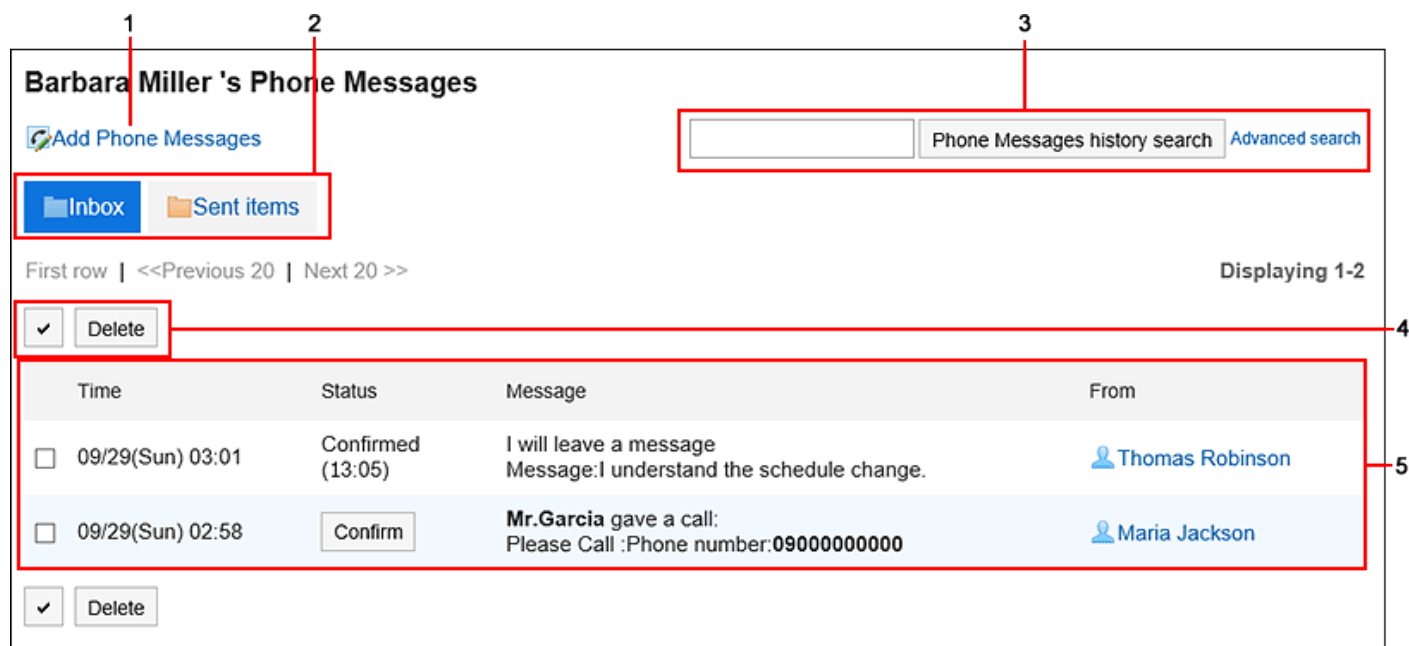 1 2 3
Barbara Miller 's Phone Messages
Add Phone Messages
Phone Messages history search Advanced search
Inbox Sent items
First row | <<Previous 20 | Next 20 >> Displaying 1-2
Delete 4
Time Status Message From
09/29(Sun) 03:01 Confirmed (13:05) I will leave a message
Message:I understand the schedule change. Thomas Robinson
5
09/29(Sun) 02:58 Confirm Mr.Garcia gave a call:
Please Call :Phone number:09000000000 Maria Jackson
Delete